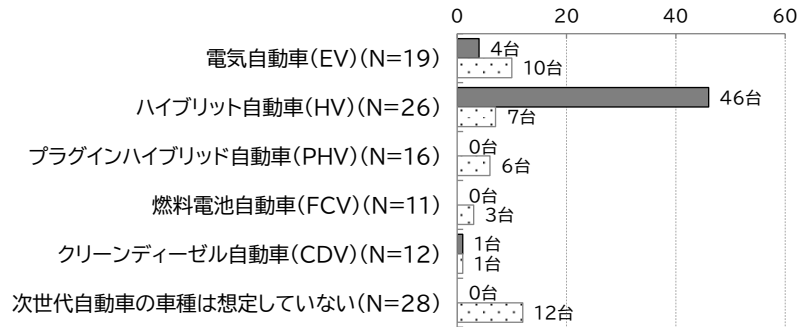 0 20 40 60
電気自動車(EV)(N=19) 4台
10台
ハイブリット自動車(HV)(N=26) 46台
7台
プラグインハイブリッド自動車(PHV)(N=16) 0台
6台
燃料電池自動車(FCV)(N=11) 0台
3台
クリーンディーゼル自動車(CDV)(N=12) 1台
1台
次世代自動車の車種は想定していない(N=28) 0台
12台